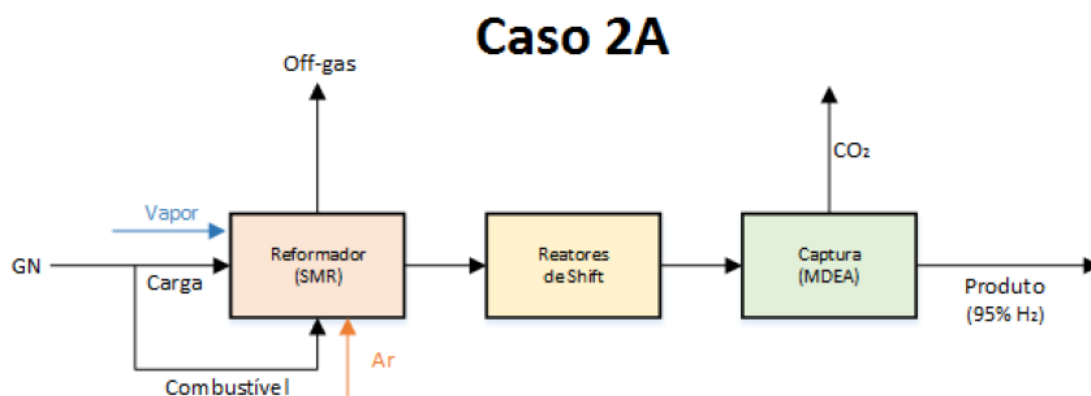 Caso 2A
Off-gas
CO₂
Vapor
GN
Carga
Reformador
(SMR)
Reatores
de Shift
Captura
(MDEA)
Produto
(95% H₂)
Ar
Combustível